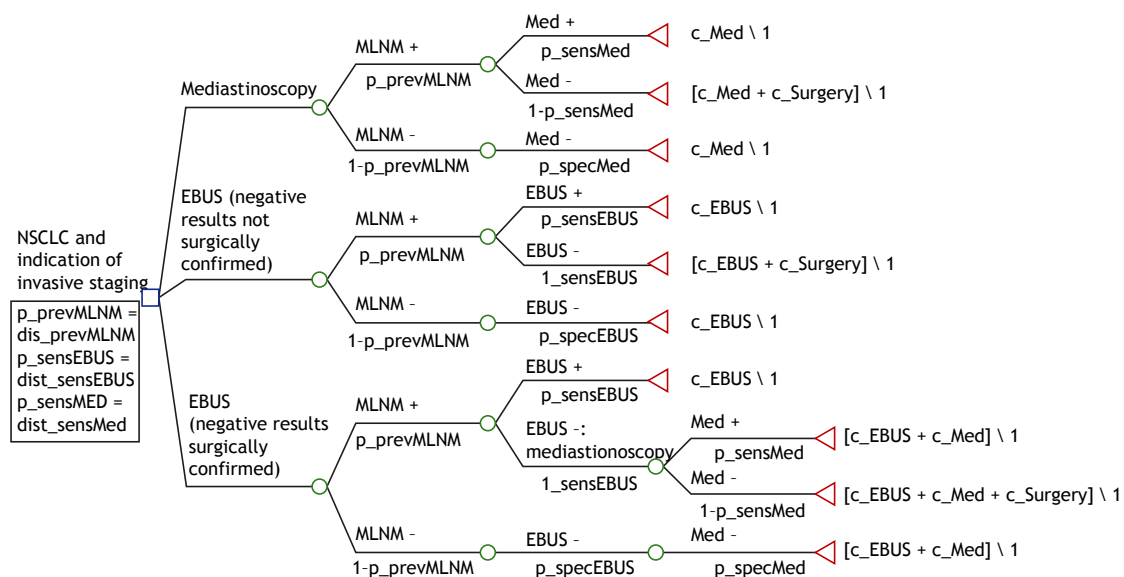 NSCLC and
indication of
invasive staging
p_prevMLNM =
dis_prevMLNM
p_sensEBUS =
dist_sensEBUS
p_sensMED =
dist_sensMed
Mediastinoscopy
MLNM +
p_prevMLNM
Med +
p_sensMed
c_Med \ 1
Med -
1-p_sensMed
[c_Med + c_Surgery] \ 1
MLNM -
1-p_prevMLNM
Med -
p_specMed
c_Med \ 1
EBUS (negative
results not
surgically
confirmed)
MLNM +
p_prevMLNM
EBUS +
p_sensEBUS
c_EBUS \ 1
EBUS -
1_sensEBUS
[c_EBUS + c_Surgery] \ 1
MLNM -
1-p_prevMLNM
EBUS -
p_specEBUS
c_EBUS \ 1
EBUS
(negative results
surgically
confirmed)
MLNM +
p_prevMLNM
EBUS +
p_sensEBUS
c_EBUS \ 1
EBUS -:
mediastionoscopy
1_sensEBUS
Med +
p_sensMed
[c_EBUS + c_Med] \ 1
Med -
1-p_sensMed
[c_EBUS + c_Med + c_Surgery] \ 1
MLNM -
1-p_prevMLNM
EBUS -
p_specEBUS
Med -
p_specMed
[c_EBUS + c_Med] \ 1